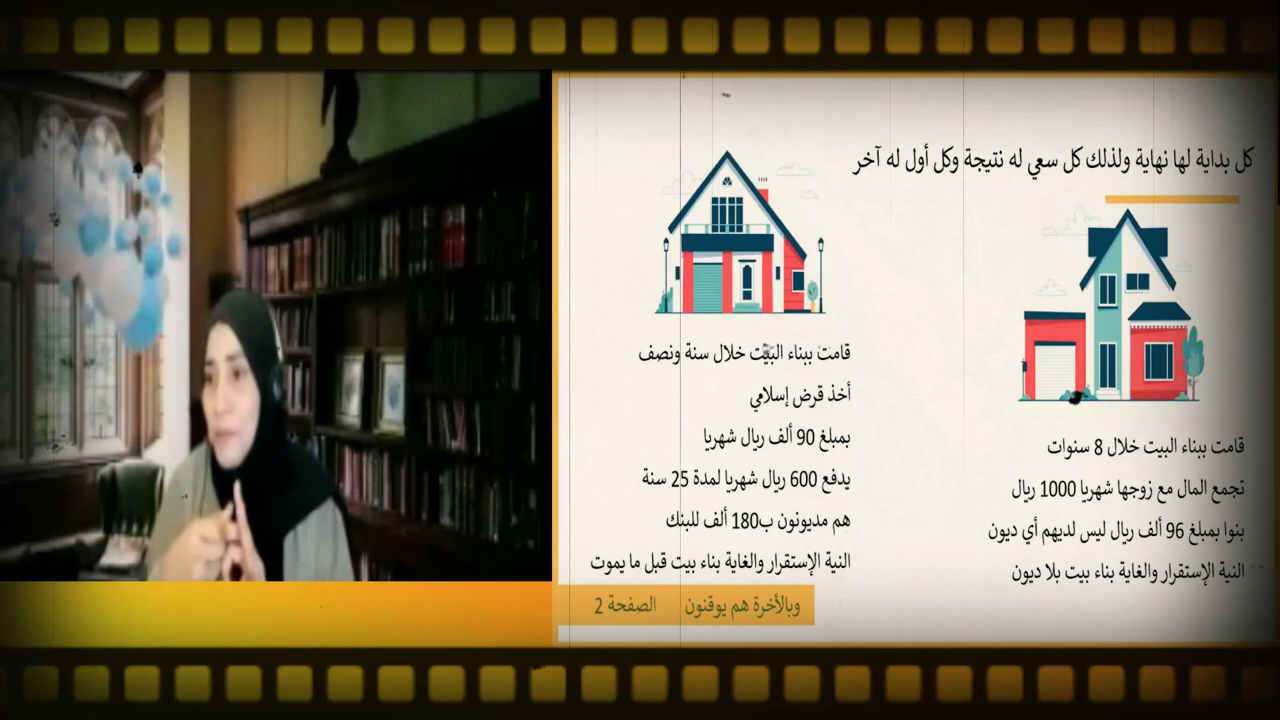 كل بداية لها نهاية ولذلك كل سعي له نتيجة وكل أول له آخر
قامت ببناء البيت خلال 8 سنوات
تجمع المال مع زوجها شهريا 1000 ريال
بنوا بمبلغ 96 ألف ريال ليس لديهم أي ديون
النية الإستقرار والغاية بناء بيت بلا ديون
قامت ببناء البيت خلال سنة ونصف
أخذ قرض إسلامي
بمبلغ 90 ألف ريال شهريا
يدفع 600 ريال شهريا لمدة 25 سنة
هم مديونون ب180 ألف للبنك
النية الإستقرار والغاية بناء بيت قبل ما يموت
وبالأخرة هم يوقنون الصفحة 2